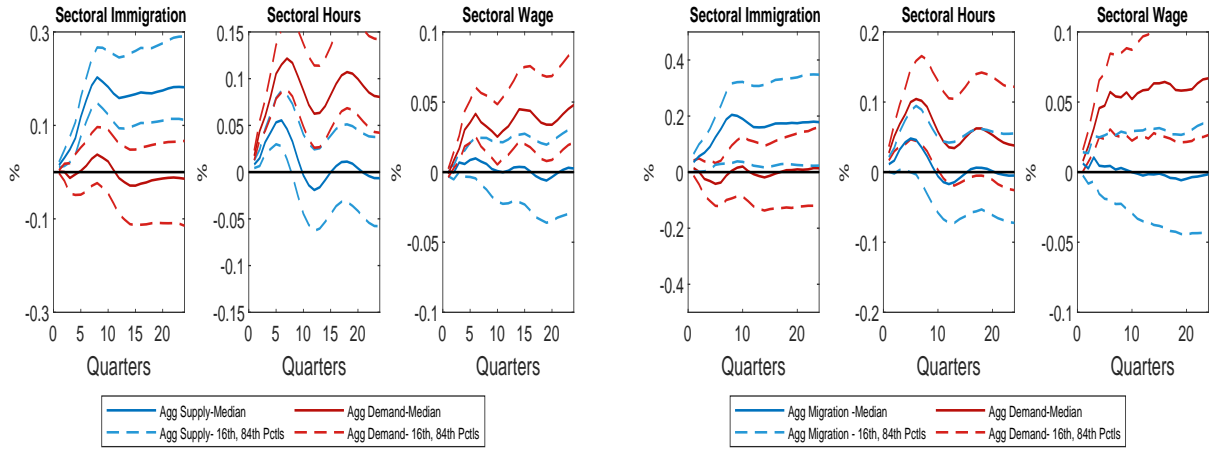 Sectoral Immigration Sectoral Hours Sectoral Wage
%
0.3
0.1
-0.1
-0.3
0 5 10 15 20
Quarters
%
0.15
0.1
0.05
0
-0.05
-0.1
-0.15
0 5 10 15 20
Quarters
%
0.1
0.05
0
-0.05
-0.1
0 5 10 15 20
Quarters
Agg Supply-Median Agg Demand-Median
Agg Supply- 16th, 84th Pctls Agg Demand- 16th, 84th Pctls
Sectoral Immigration Sectoral Hours Sectoral Wage
%
0.4
0.2
0
-0.2
-0.4
0 5 10 15 20
Quarters
%
0.2
0.1
0
-0.1
-0.2
0 5 10 15 20
Quarters
%
0.1
0.05
0
-0.05
-0.1
0 5 10 15 20
Quarters
Agg Migration -Median Agg Demand-Median
Agg Migration - 16th, 84th Pctls Agg Demand- 16th, 84th Pctls